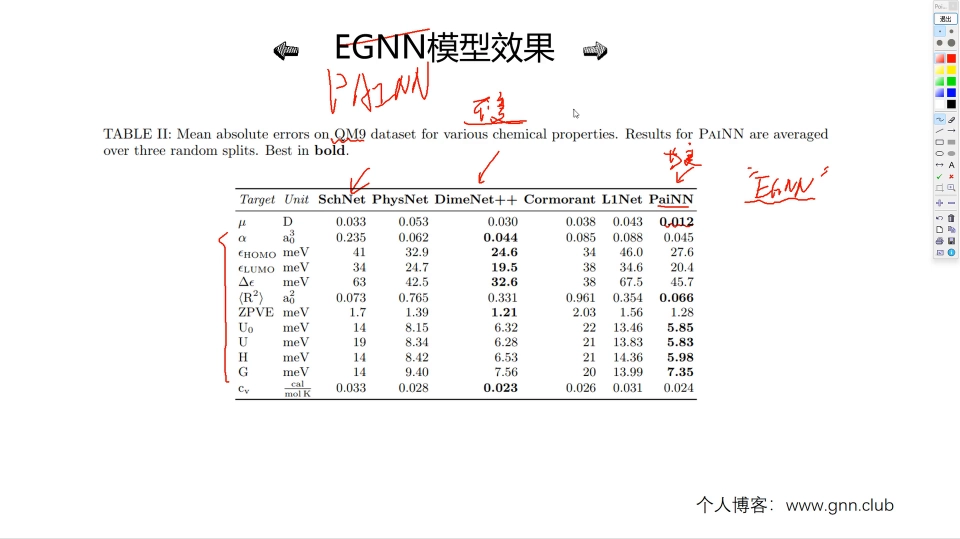 EGNN模型效果
PAINN
不变
TABLE II: Mean absolute errors on QM9 dataset for various chemical properties. Results for PAINN are averaged
over three random splits. Best in bold.
"EGNN"
Target Unit SchNet PhysNet DimeNet++ Cormorant L1Net PaiNN
μ D 0.033 0.053 0.030 0.038 0.043 0.012
α a₀³ 0.235 0.062 0.044 0.085 0.088 0.045
ϵHOMO meV 41 32.9 24.6 34 46.0 27.6
ϵLUMO meV 34 24.7 19.5 38 34.6 20.4
Δϵ meV 63 42.5 32.6 38 67.5 45.7
⟨R²⟩ a₀² 0.073 0.765 0.331 0.961 0.354 0.066
ZPVE meV 1.7 1.39 1.21 2.03 1.56 1.28
U₀ meV 14 8.15 6.32 22 13.46 5.85
U meV 19 8.34 6.28 21 13.83 5.83
H meV 14 8.42 6.53 21 14.36 5.98
G meV 14 9.40 7.56 20 13.99 7.35
cᵥ cal/mol K 0.033 0.028 0.023 0.026 0.031 0.024
个人博客：www.gnn.club
退出